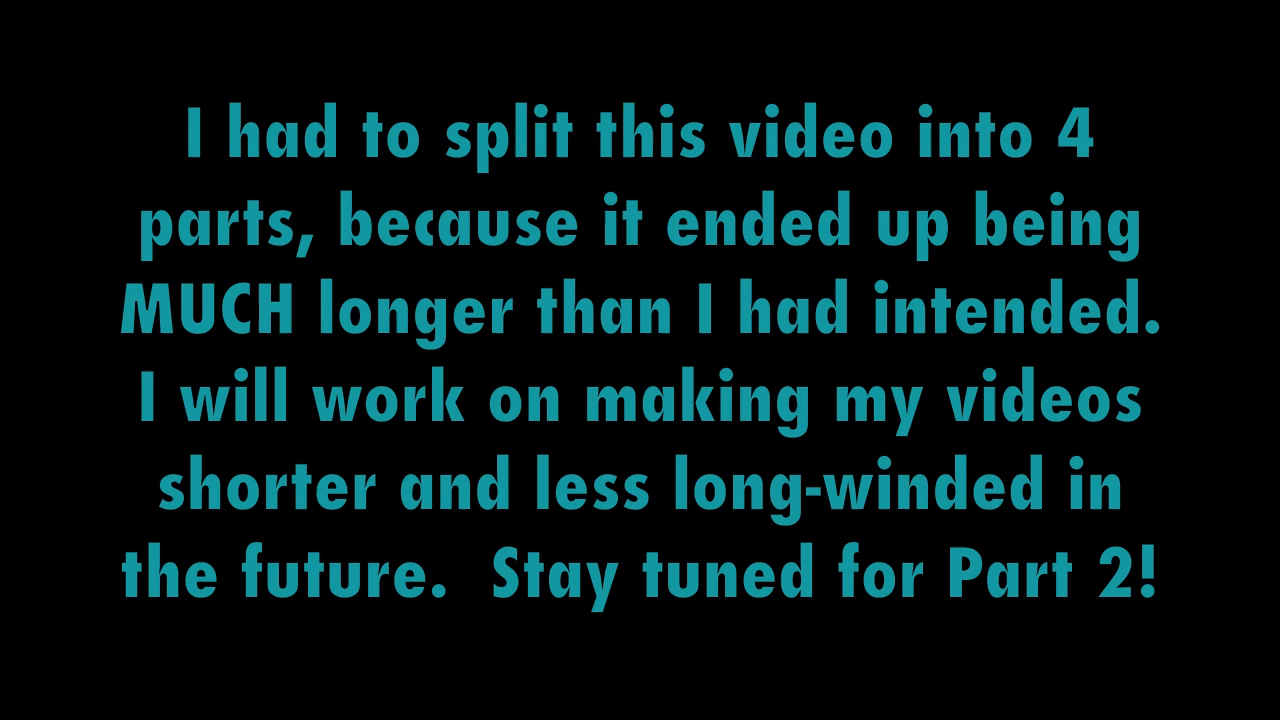 I had to split this video into 4
parts, because it ended up being
MUCH longer than I had intended.
I will work on making my videos
shorter and less long-winded in
the future.  Stay tuned for Part 2!